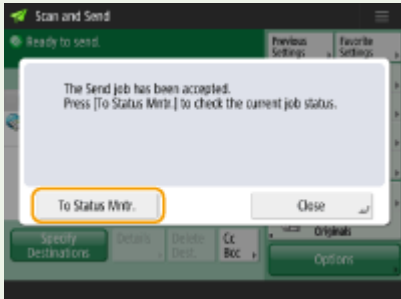 Scan and Send
Ready to send.
Previous
Settings
Favorite
Settings
The Send job has been accepted.
Press [To Status Mntr.] to check the current job status.
To Status Mntr.
Close
Specify
Destinations
Details
Delete
Dest.
Cc
Bcc
Originals
Options